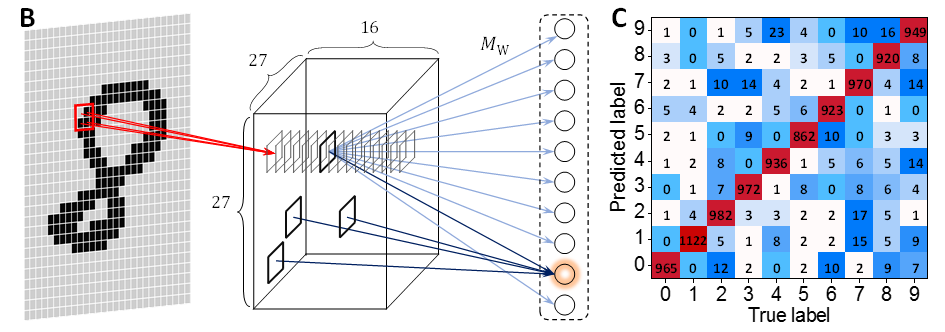 B
16
27
27
M_W
C
Predicted label
9 1 0 1 5 23 4 0 10 16 949
8 3 0 5 2 2 3 5 0 920 8
7 2 1 10 14 4 2 1 970 4 14
6 5 4 2 2 5 6 923 0 1 0
5 2 1 0 9 0 862 10 0 3 3
4 1 2 8 0 936 1 5 6 5 14
3 0 1 7 972 1 8 0 8 6 4
2 1 4 982 3 3 2 2 17 5 1
1 0 1122 5 1 8 2 2 15 5 9
0 965 0 12 2 0 2 10 2 9 7
0 1 2 3 4 5 6 7 8 9
True label